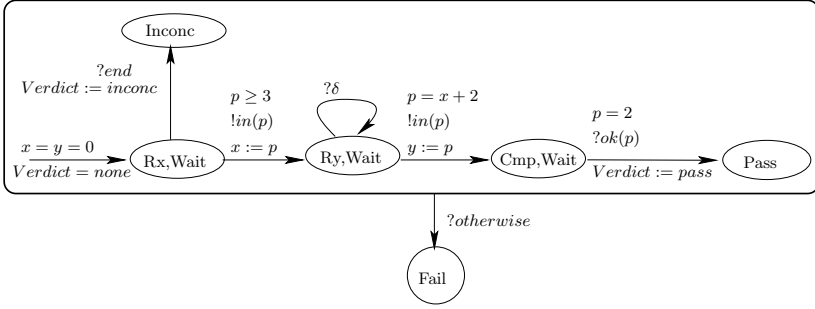 Inconc
?end
Verdict := inconc
p ≥ 3
!in(p)
x := p
?δ
p = x + 2
!in(p)
y := p
p = 2
?ok(p)
Verdict := pass
x = y = 0
Verdict = none
Rx,Wait
Ry,Wait
Cmp,Wait
Pass
?otherwise
Fail